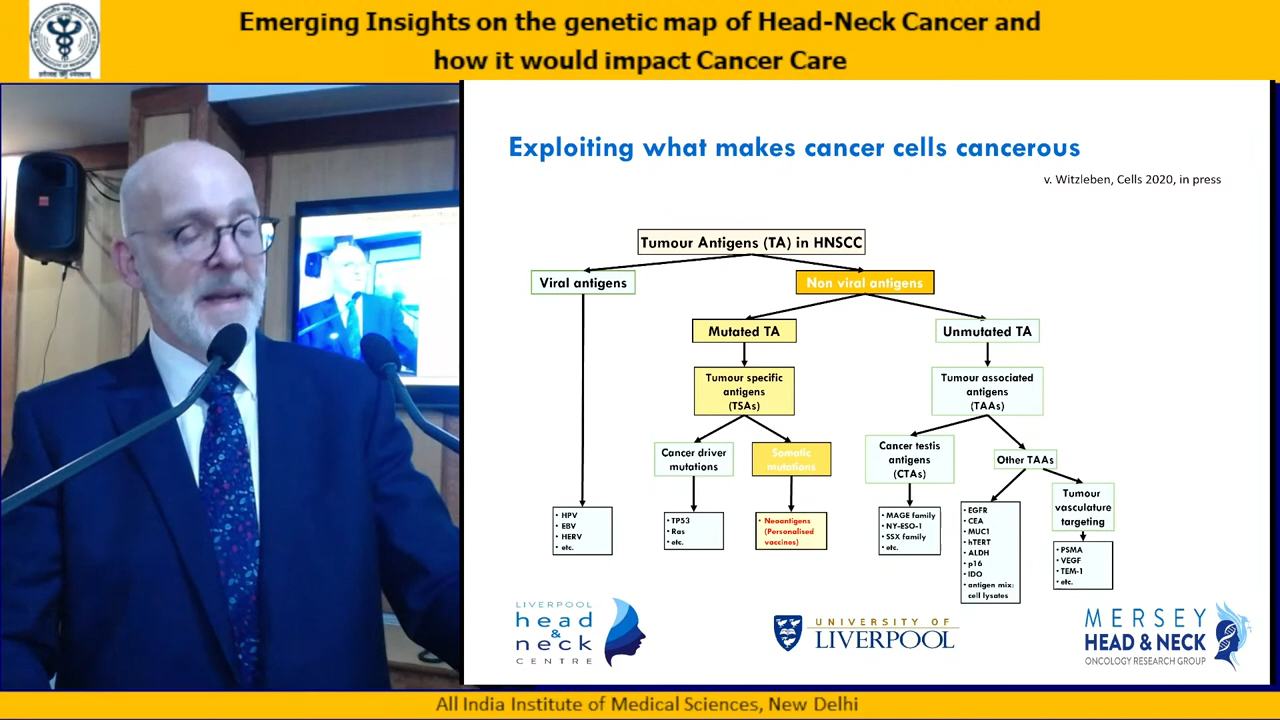 Emerging Insights on the genetic map of Head-Neck Cancer and
how it would impact Cancer Care
Exploiting what makes cancer cells cancerous
v. Witzleben, Cells 2020, in press
Tumour Antigens (TA) in HNSCC
Viral antigens
Non viral antigens
Mutated TA
Unmutated TA
Tumour specific
antigens
(TSAs)
Tumour associated
antigens
(TAAs)
Cancer driver
mutations
Somatic
mutations
Cancer testis
antigens
(CTAs)
Other TAAs
Tumour
vasculature
targeting
• HPV
• EBV
• HERV
• etc.
• TP53
• Ras
• etc.
• Neoantigens
(Personalised
vaccines)
• MAGE family
• NY-ESO-1
• SSX family
• etc.
• EGFR
• CEA
• MUC1
• hTERT
• ALDH
• p16
• IDO
• antigen mix:
cell lysates
• PSMA
• VEGF
• TEM-1
• etc.
LIVERPOOL
head
&
neck
CENTRE
UNIVERSITY OF
LIVERPOOL
MERSEY
HEAD & NECK
ONCOLOGY RESEARCH GROUP
All India Institute of Medical Sciences, New Delhi